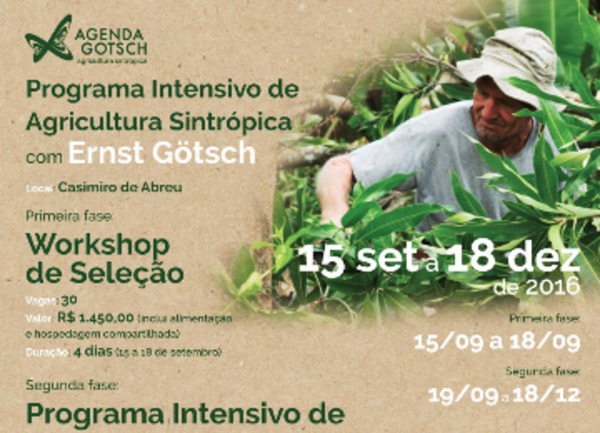 AGENDA
GOTSCH
agricultura sintrópica
Programa Intensivo de
Agricultura Sintrópica
com Ernst Götsch
Local: Casimiro de Abreu
Primeira fase:
Workshop
de Seleção
Vagas: 30
Valor: R$ 1.450,00 (inclui alimentação
e hospedagem compartilhada)
Duração: 4 dias (15 a 18 de setembro)
Segunda fase:
Programa Intensivo de
15 set a 18 dez
de 2016
Primeira fase:
15/09 a 18/09
Segunda fase:
19/09 a 18/12